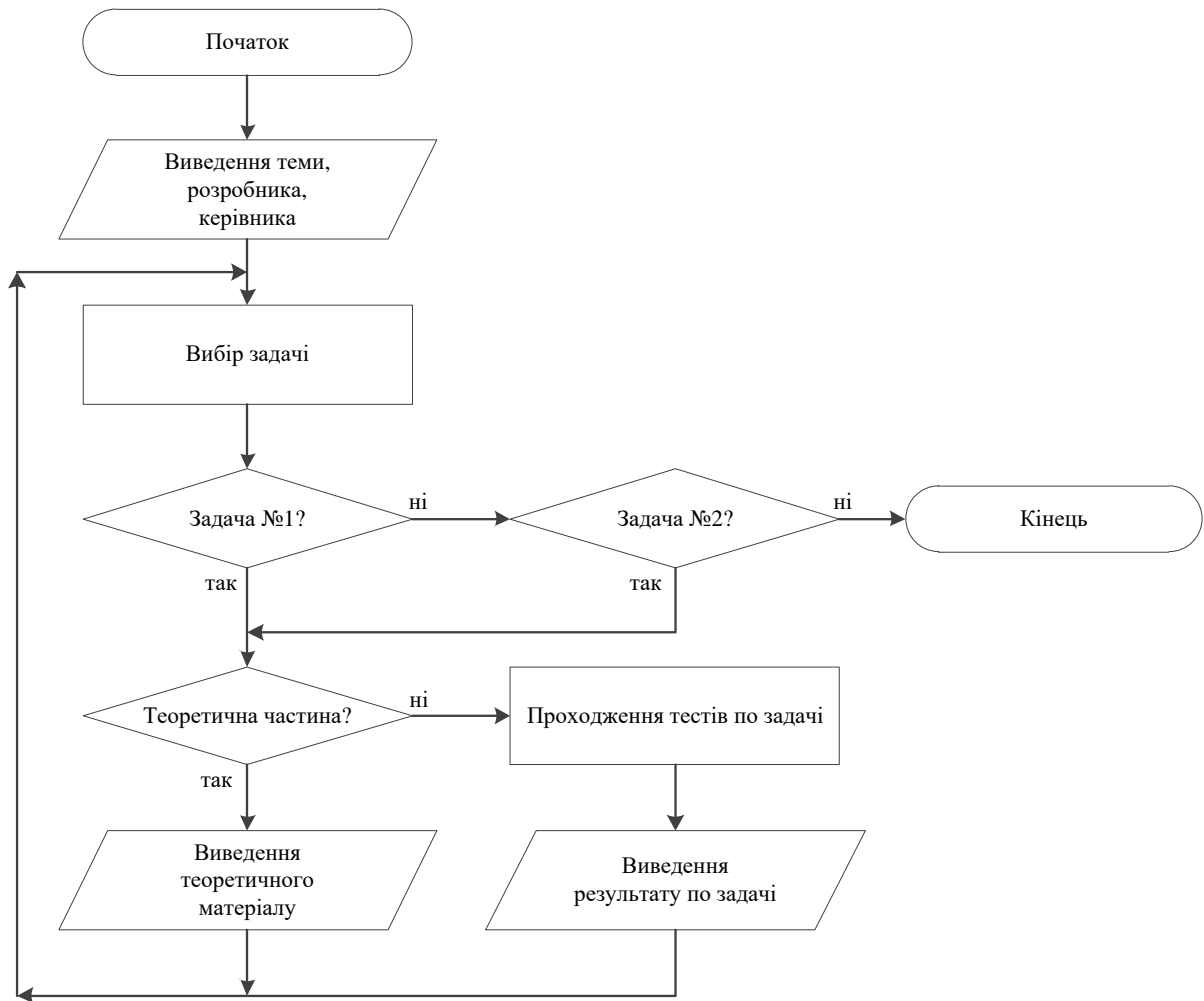 Початок
Виведення теми,
розробника,
керівника
Вибір задачі
Задача №1?
ні
Задача №2?
ні
Кінець
так
так
Теоретична частина?
ні
Проходження тестів по задачі
так
Виведення
теоретичного
матеріалу
Виведення
результату по задачі